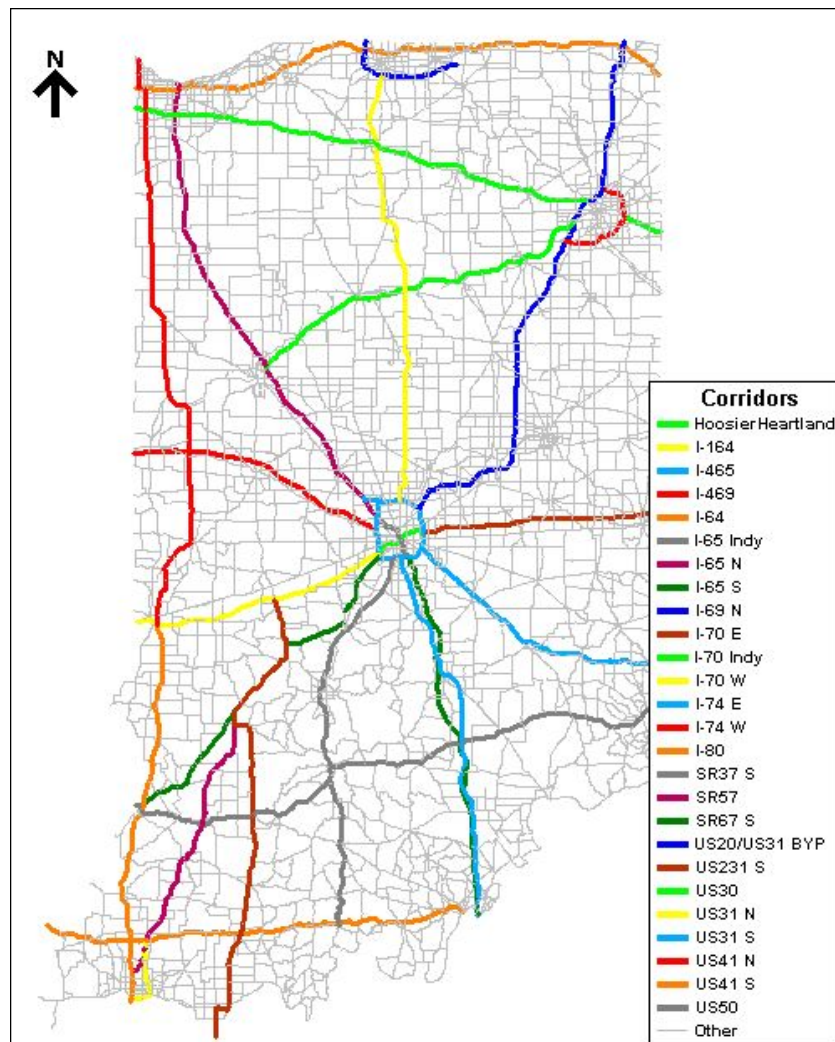 N
Corridors
Hoosier Heartland
I-164
I-465
I-469
I-64
I-65 Indy
I-65 N
I-65 S
I-69 N
I-70 E
I-70 Indy
I-70 W
I-74 E
I-74 W
I-80
SR37 S
SR57
SR67 S
US20/US31 BYP
US231 S
US30
US31 N
US31 S
US41 N
US41 S
US50
Other